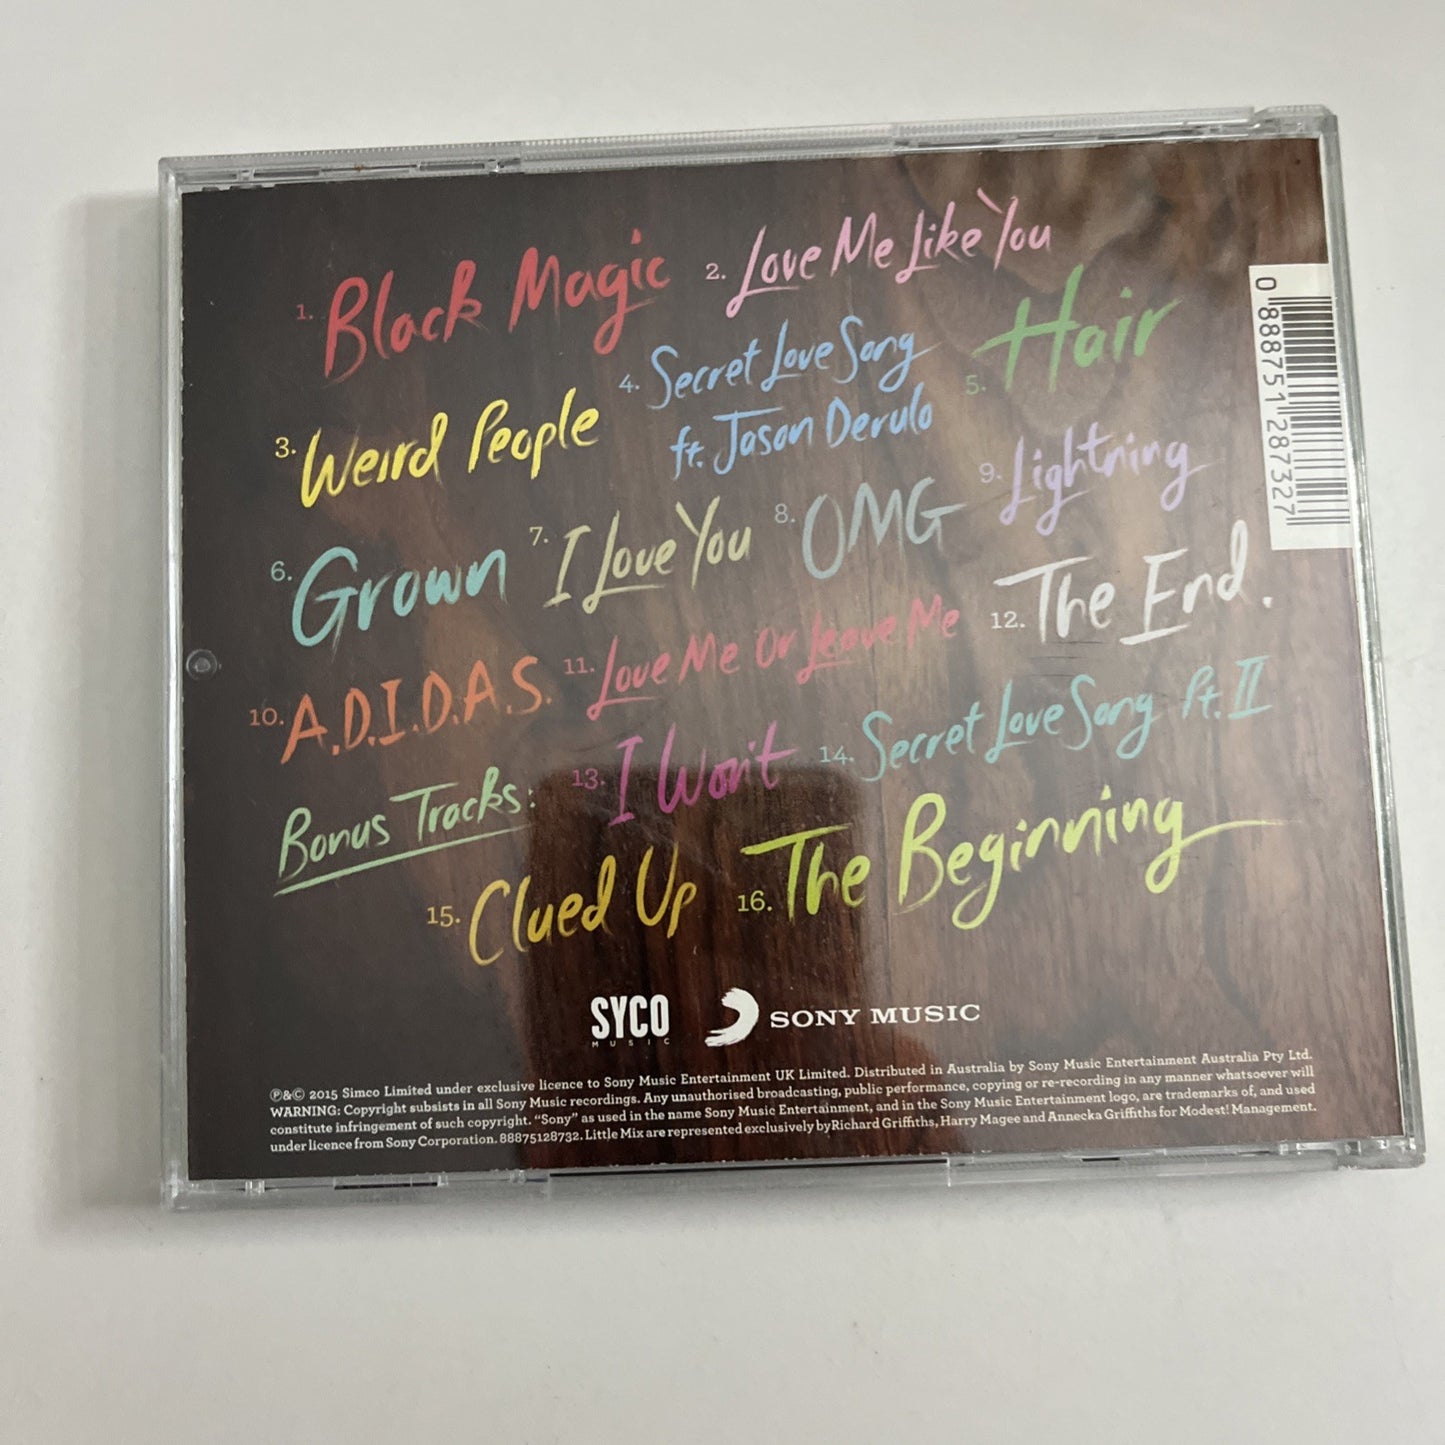 1. Black Magic
2. Love Me Like You
3. Weird People
4. Secret Love Song
ft. Jason Derulo
5. Hair
6. Grown
7. I Love You
8. OMG
9. Lightning
10. A.D.I.D.A.S.
11. Love Me Or Leave Me
12. The End.
Bonus Tracks:
13. I Won't
14. Secret Love Song Pt. II
15. Clued Up
16. The Beginning
0 888751 287327
SYCO
MUSIC
SONY MUSIC
℗&© 2015 Simco Limited under exclusive licence to Sony Music Entertainment UK Limited. Distributed in Australia by Sony Music Entertainment Australia Pty Ltd.
WARNING: Copyright subsists in all Sony Music recordings. Any unauthorised broadcasting, public performance, copying or re-recording in any manner whatsoever will
constitute infringement of such copyright. "Sony" as used in the name Sony Music Entertainment, and in the Sony Music Entertainment logo, are trademarks of, and used
under licence from Sony Corporation. 88875128732. Little Mix are represented exclusively by Richard Griffiths, Harry Magee and Annecka Griffiths for Modest! Management.